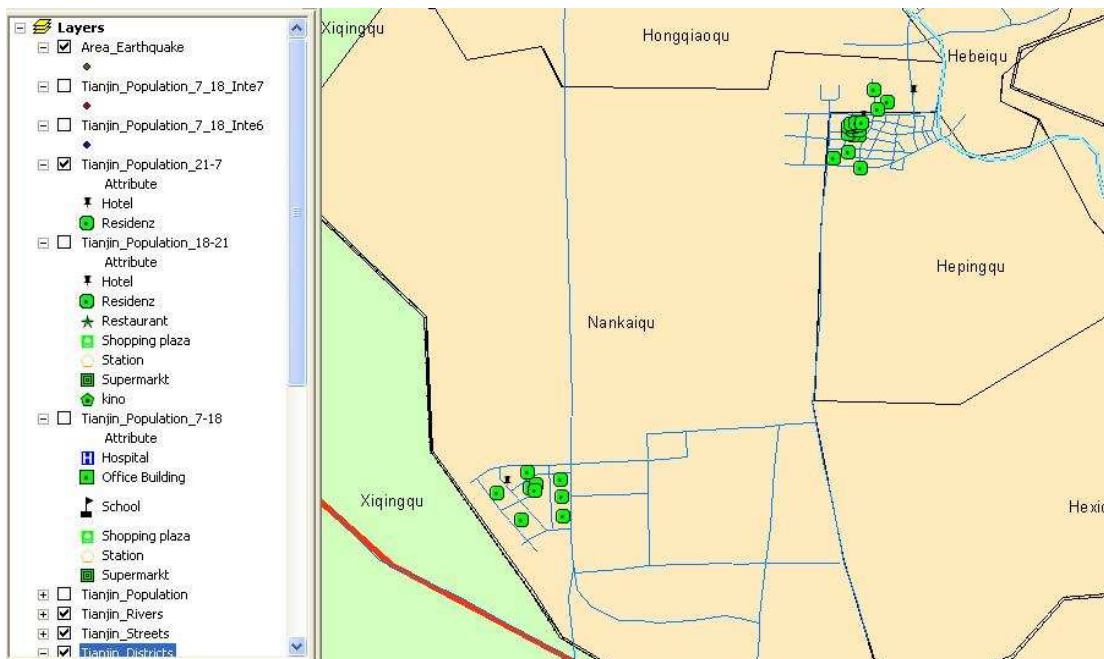 Layers
Area_Earthquake
Tianjin_Population_7_18_Inte7
Tianjin_Population_7_18_Inte6
Tianjin_Population_21-7
Attribute
Hotel
Residenz
Tianjin_Population_18-21
Attribute
Hotel
Residenz
Restaurant
Shopping plaza
Station
Supermarkt
kino
Tianjin_Population_7-18
Attribute
Hospital
Office Building
School
Shopping plaza
Station
Supermarkt
Tianjin_Population
Tianjin_Rivers
Tianjin_Streets
Tianjin_Districts
Xiqingqu
Hongqiaoqu
Hebeiqu
Hepingqu
Nankaiqu
Xiqingqu
Hexic